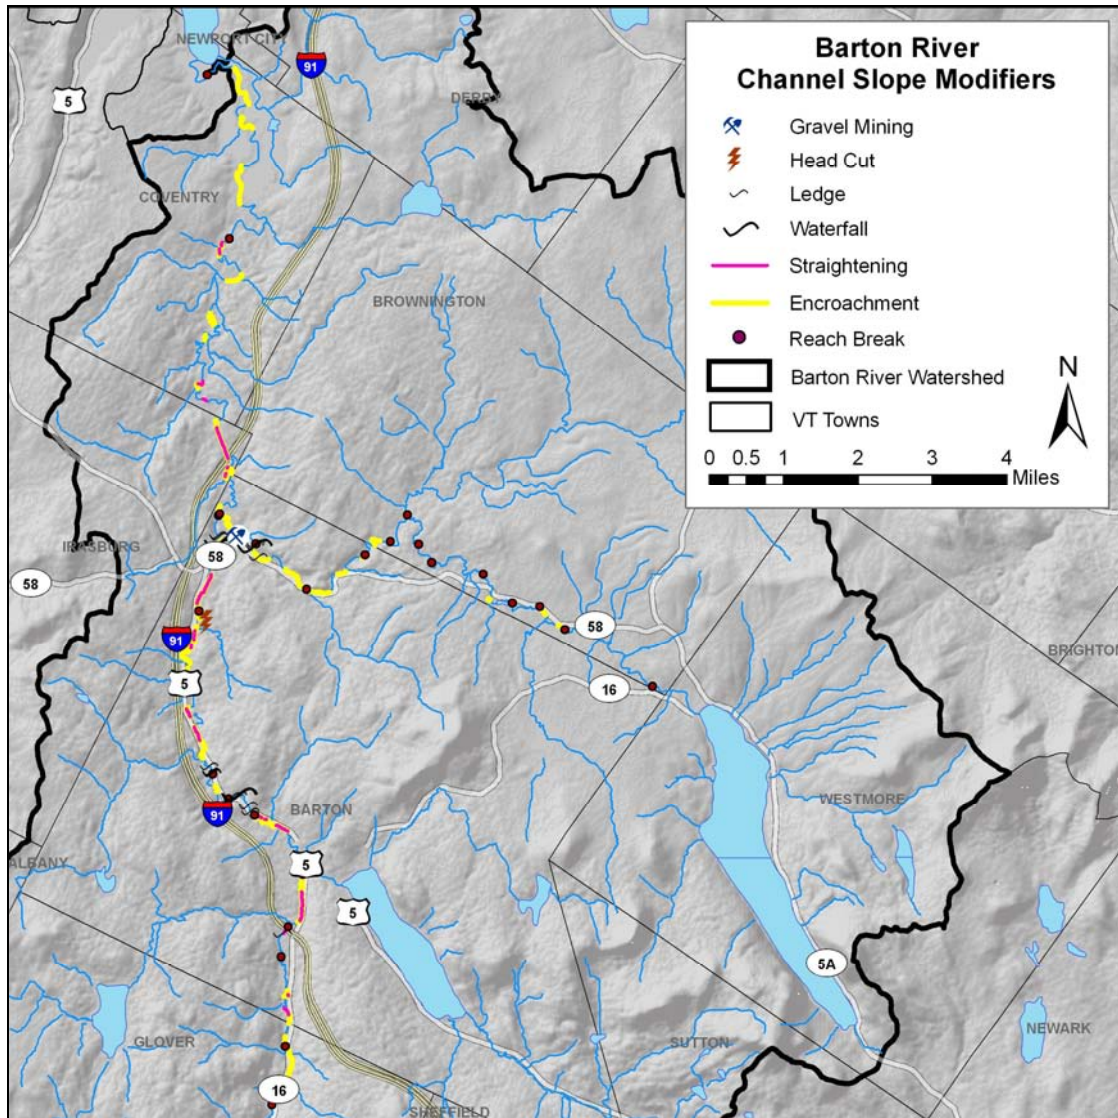 NEWPORT CITY
91
5
DERBY
COVENTRY
BROWNINGTON
Barton River
Channel Slope Modifiers
Gravel Mining
Head Cut
Ledge
Waterfall
Straightening
Encroachment
Reach Break
Barton River Watershed
VT Towns
N
0 0.5 1 2 3 4
Miles
IRASBURG
58
58
91
5
58
16
BRIGHTON
91
BARTON
WESTMORE
ALBANY
5
5
5A
GLOVER
SUTTON
NEWARK
16
SHEFFIELD